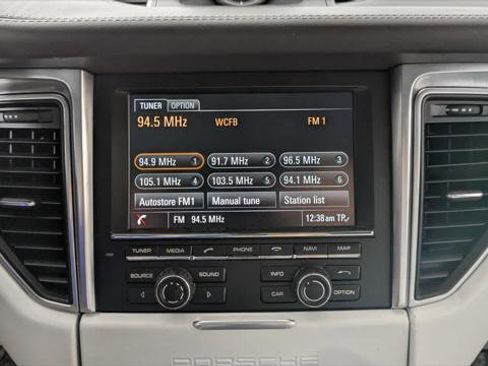 TUNER OPTION
94.5 MHz WCFB FM 1
94.9 MHz 1 91.7 MHz 2 96.5 MHz 3
105.1 MHz 4 103.5 MHz 5 94.1 MHz 6
Autostore FM1 Manual tune Station list
FM 94.5 MHz 12:38 am TP
TUNER MEDIA PHONE NAVI MAP
SOURCE SOUND INFO
CAR OPTION
PORSCHE